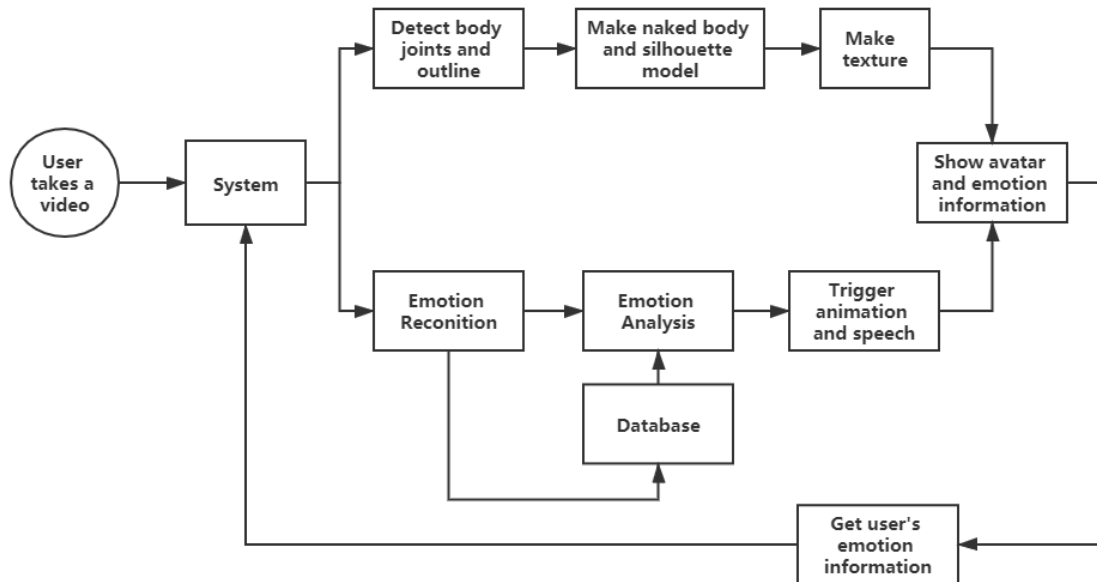 Detect body
joints and
outline
Make naked body
and silhouette
model
Make
texture
User
takes a
video
System
Show avatar
and emotion
information
Emotion
Reconition
Emotion
Analysis
Trigger
animation
and speech
Database
Get user's
emotion
information